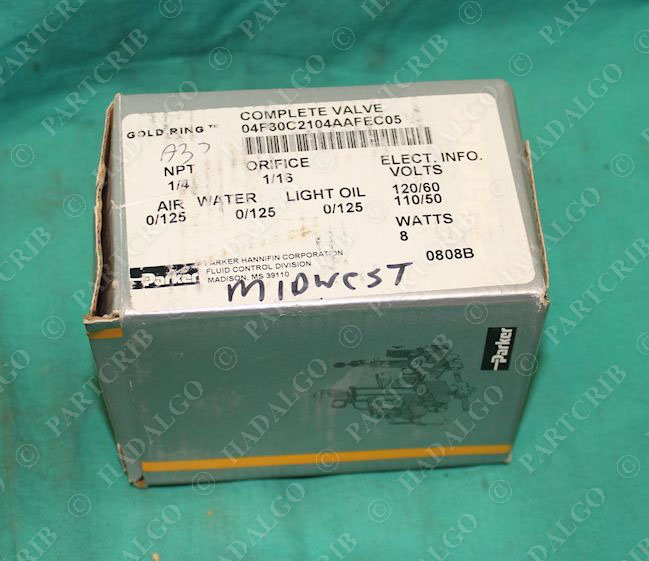 COMPLETE VALVE
GOLD RING™ 04F30C2104AAFEC05
NPT ORIFICE ELECT. INFO.
1/4 1/16 VOLTS
AIR WATER LIGHT OIL 120/60
0/125 0/125 0/125 110/50
WATTS
8
0808B
PARKER HANNIFIN CORPORATION
FLUID CONTROL DIVISION
MADISON, MS 39110
Parker
MIDWEST
Parker
© PARTCRIB
© HADALGO